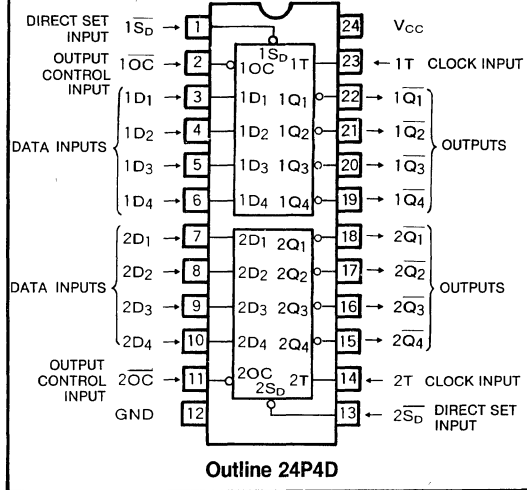 DIRECT SET INPUT 1S̅D̅ → 1 24 VCC
OUTPUT CONTROL INPUT 1O̅C̅ → 2 1OC 1S̅D̅ 1T 23 ← 1T CLOCK INPUT
1D1 → 3 1D1 1Q1 22 → 1Q̅1̅
1D2 → 4 1D2 1Q2 21 → 1Q̅2̅
DATA INPUTS OUTPUTS
1D3 → 5 1D3 1Q3 20 → 1Q̅3̅
1D4 → 6 1D4 1Q4 19 → 1Q̅4̅
2D1 → 7 2D1 2Q1 18 → 2Q̅1̅
2D2 → 8 2D2 2Q2 17 → 2Q̅2̅
DATA INPUTS OUTPUTS
2D3 → 9 2D3 2Q3 16 → 2Q̅3̅
2D4 → 10 2D4 2Q4 15 → 2Q̅4̅
OUTPUT CONTROL INPUT 2O̅C̅ → 11 2OC 2SD 2T 14 ← 2T CLOCK INPUT
GND 12 13 ← 2S̅D̅ DIRECT SET INPUT
Outline 24P4D